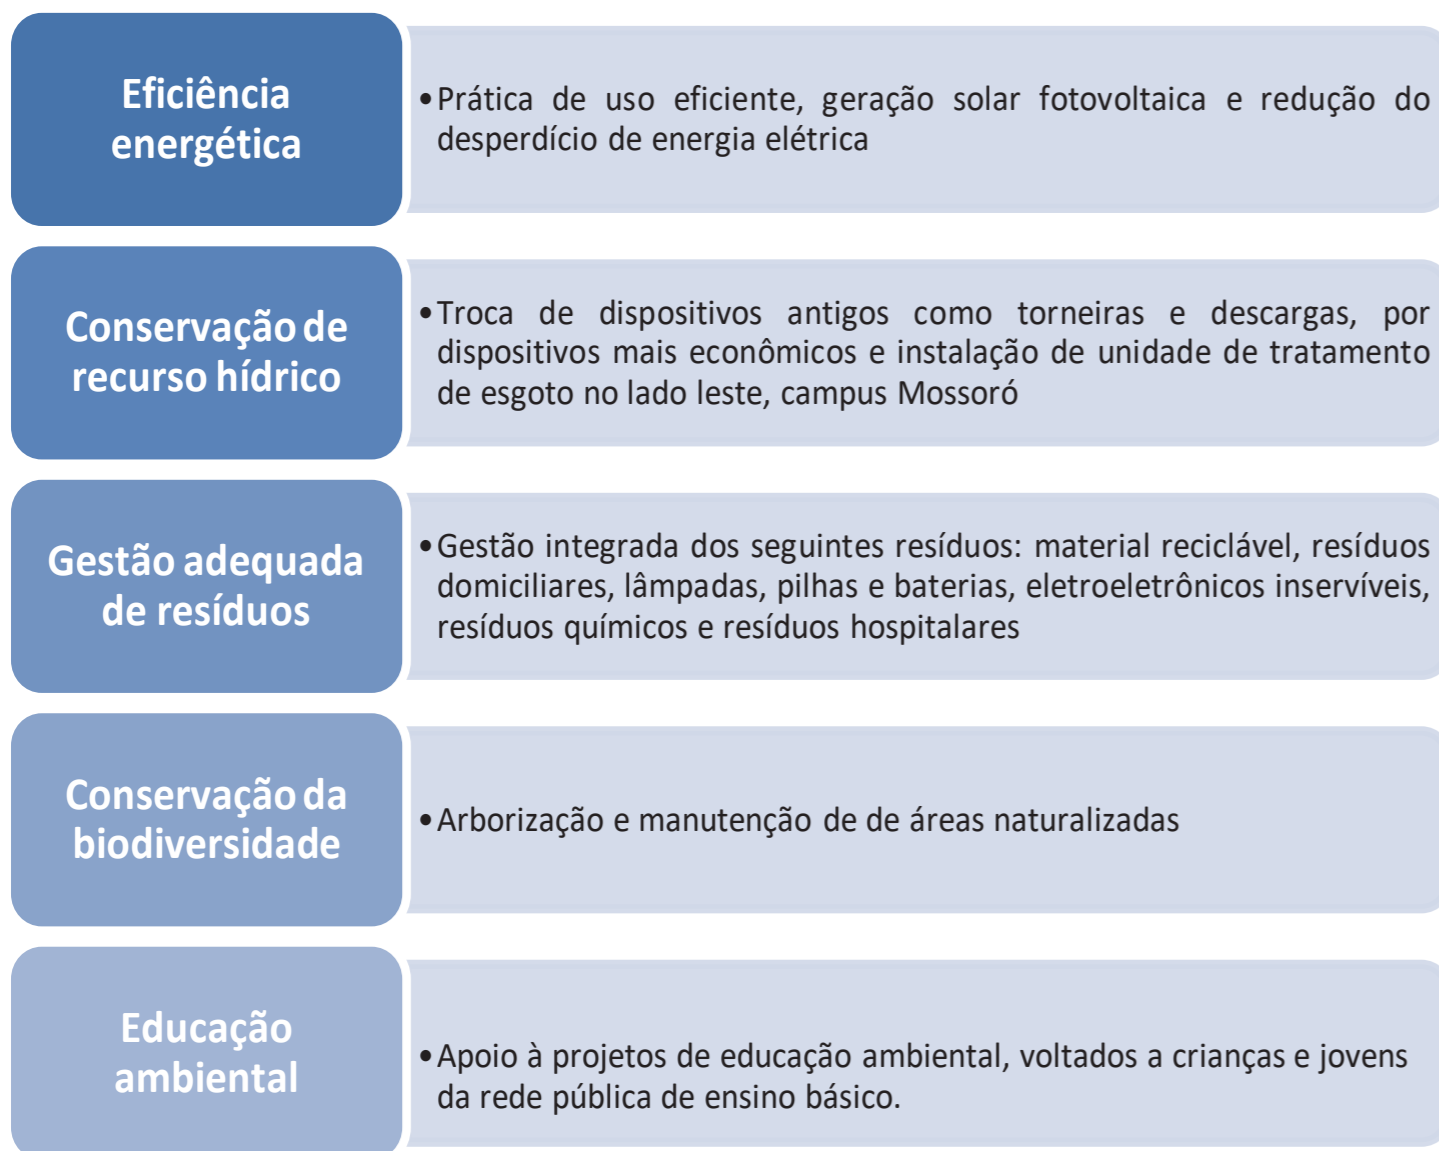 Eficiência
energética
•Prática de uso eficiente, geração solar fotovoltaica e redução do
desperdício de energia elétrica
Conservação de
recurso hídrico
•Troca de dispositivos antigos como torneiras e descargas, por
dispositivos mais econômicos e instalação de unidade de tratamento
de esgoto no lado leste, campus Mossoró
Gestão adequada
de resíduos
•Gestão integrada dos seguintes resíduos: material reciclável, resíduos
domiciliares, lâmpadas, pilhas e baterias, eletroeletrônicos inservíveis,
resíduos químicos e resíduos hospitalares
Conservação da
biodiversidade
•Arborização e manutenção de de áreas naturalizadas
Educação
ambiental
•Apoio à projetos de educação ambiental, voltados a crianças e jovens
da rede pública de ensino básico.